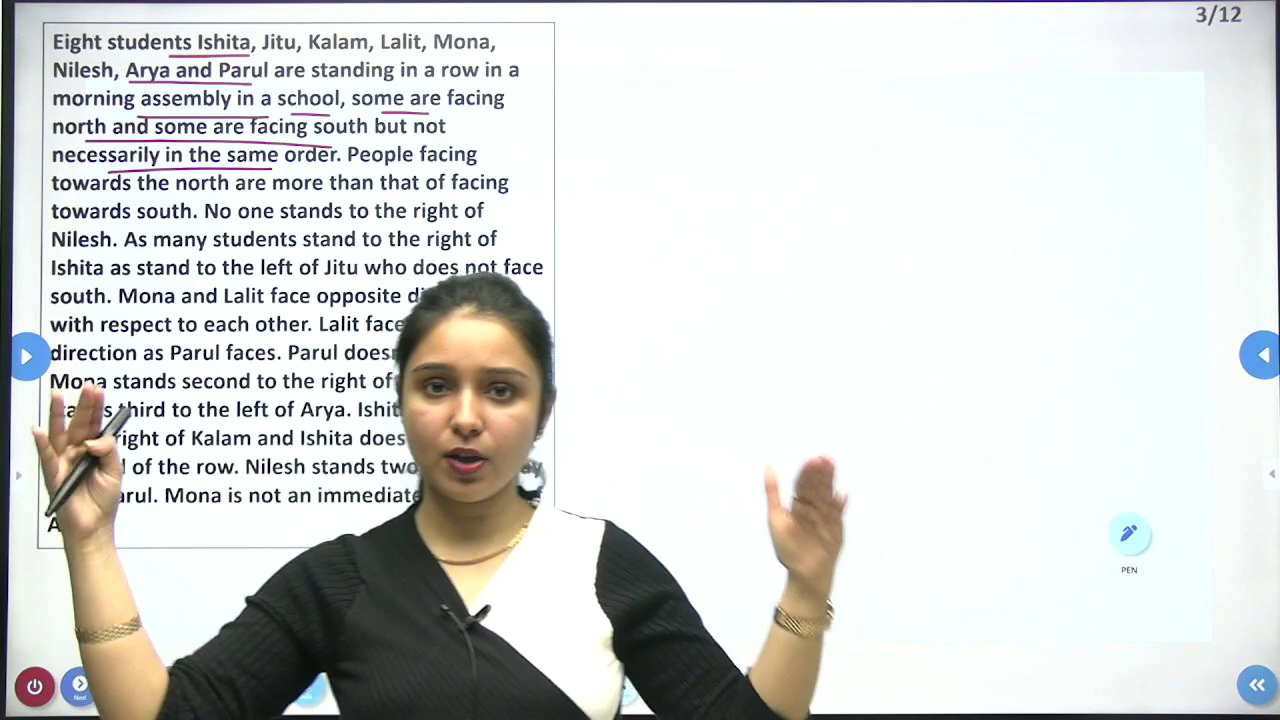 3/12
Eight students Ishita, Jitu, Kalam, Lalit, Mona,
Nilesh, Arya and Parul are standing in a row in a
morning assembly in a school, some are facing
north and some are facing south but not
necessarily in the same order. People facing
towards the north are more than that of facing
towards south. No one stands to the right of
Nilesh. As many students stand to the right of
Ishita as stand to the left of Jitu who does not face
south. Mona and Lalit face opposite
with respect to each other. Lalit
direction as Parul faces. Parul
Mona stands second to the right of
third to the left of Arya.
right of Kalam and Ishita does
of the row. Nilesh stands
Mona is not an immediate
PEN
Next